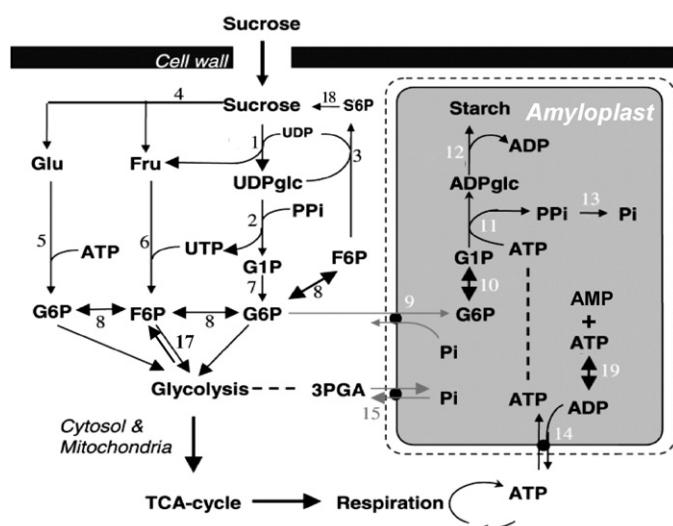 Sucrose
Cell wall
4
Sucrose
18
S6P
Starch
Amyloplast
1
UDP
3
12
ADP
Glu
Fru
UDPglc
ADPglc
2
PPi
13
PPi
Pi
5
ATP
6
UTP
11
G1P
F6P
G1P
ATP
7
8
10
AMP
G6P
8
F6P
8
G6P
9
G6P
+
17
Pi
ATP
19
Glycolysis
3PGA
15
Pi
ATP
ADP
Cytosol &
Mitochondria
14
TCA-cycle
Respiration
ATP